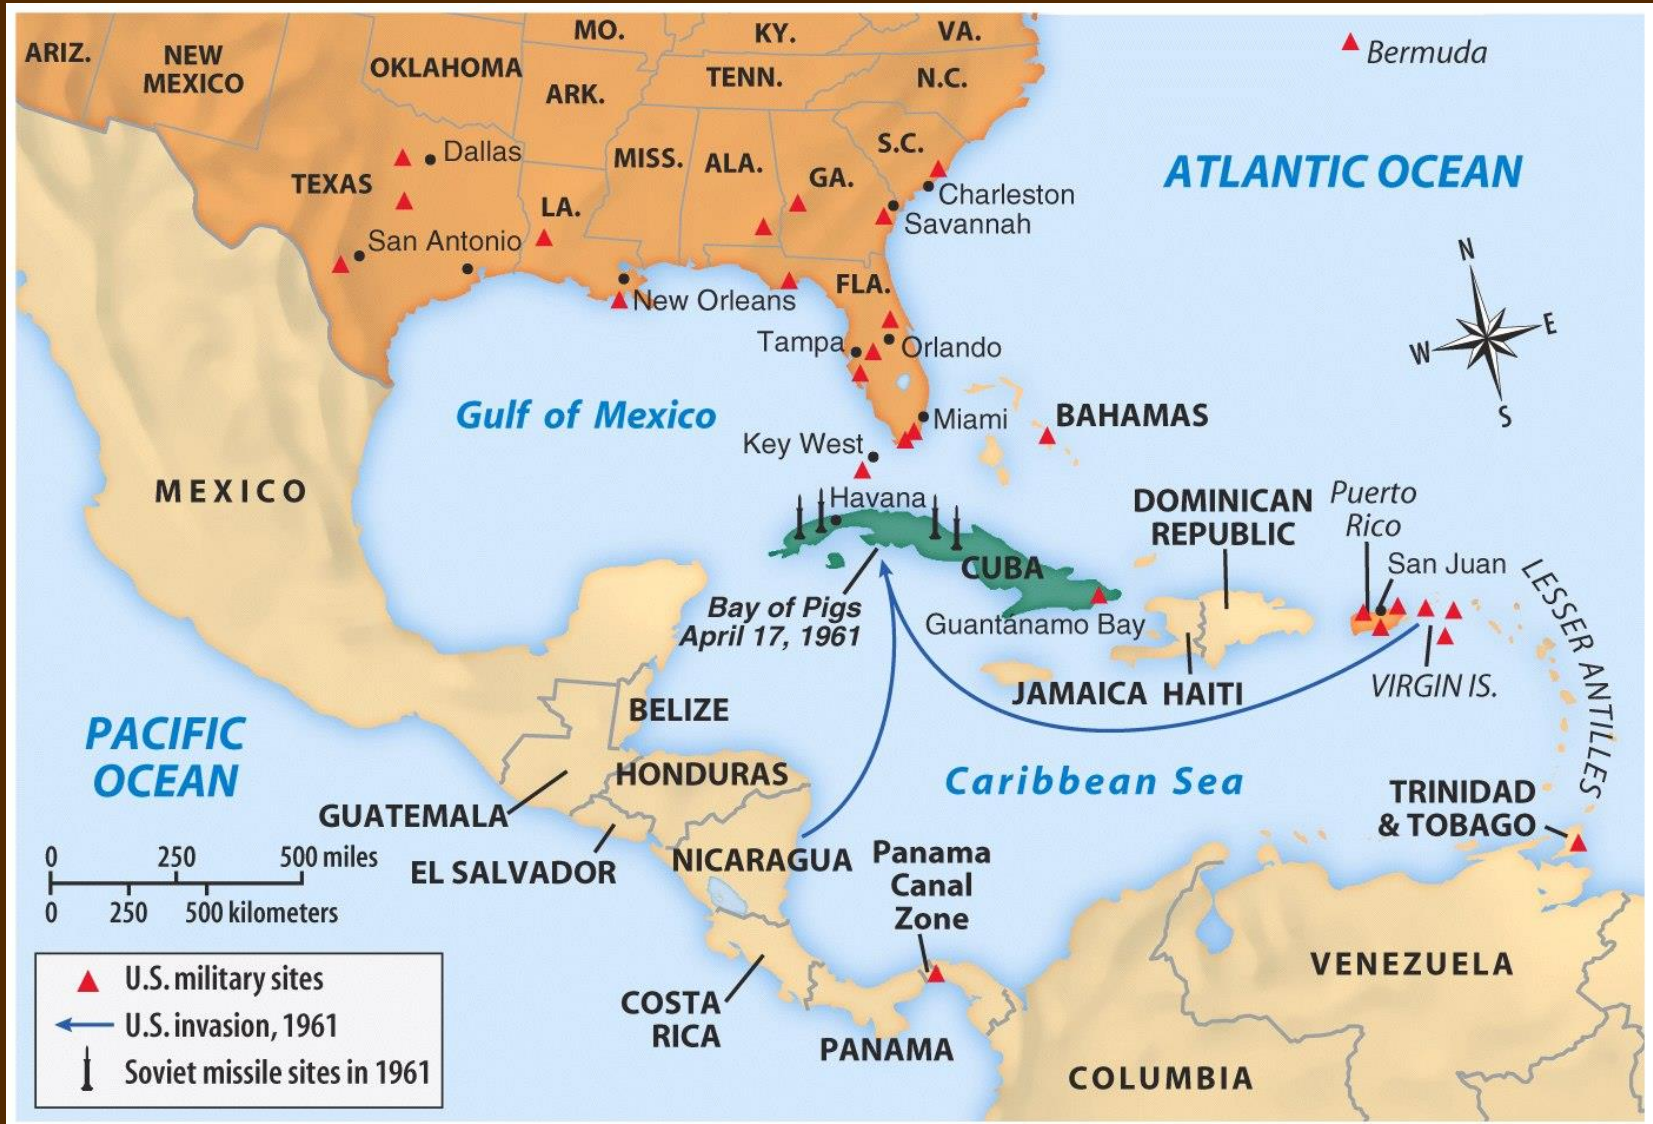 ARIZ.
NEW
MEXICO
OKLAHOMA
MO.
KY.
VA.
ARK.
TENN.
N.C.
Bermuda
Dallas
TEXAS
MISS.
ALA.
GA.
S.C.
LA.
Charleston
Savannah
ATLANTIC OCEAN
San Antonio
New Orleans
FLA.
Tampa
Orlando
N
E
W
S
Gulf of Mexico
Miami
BAHAMAS
Key West
MEXICO
Havana
DOMINICAN
REPUBLIC
Puerto
Rico
San Juan
CUBA
Bay of Pigs
April 17, 1961
Guantánamo Bay
LESSER ANTILLES
JAMAICA
HAITI
VIRGIN IS.
BELIZE
PACIFIC
OCEAN
HONDURAS
Caribbean Sea
GUATEMALA
TRINIDAD
& TOBAGO
EL SALVADOR
NICARAGUA
Panama
Canal
Zone
0 250 500 miles
0 250 500 kilometers
VENEZUELA
COSTA
RICA
PANAMA
COLUMBIA
U.S. military sites
U.S. invasion, 1961
Soviet missile sites in 1961